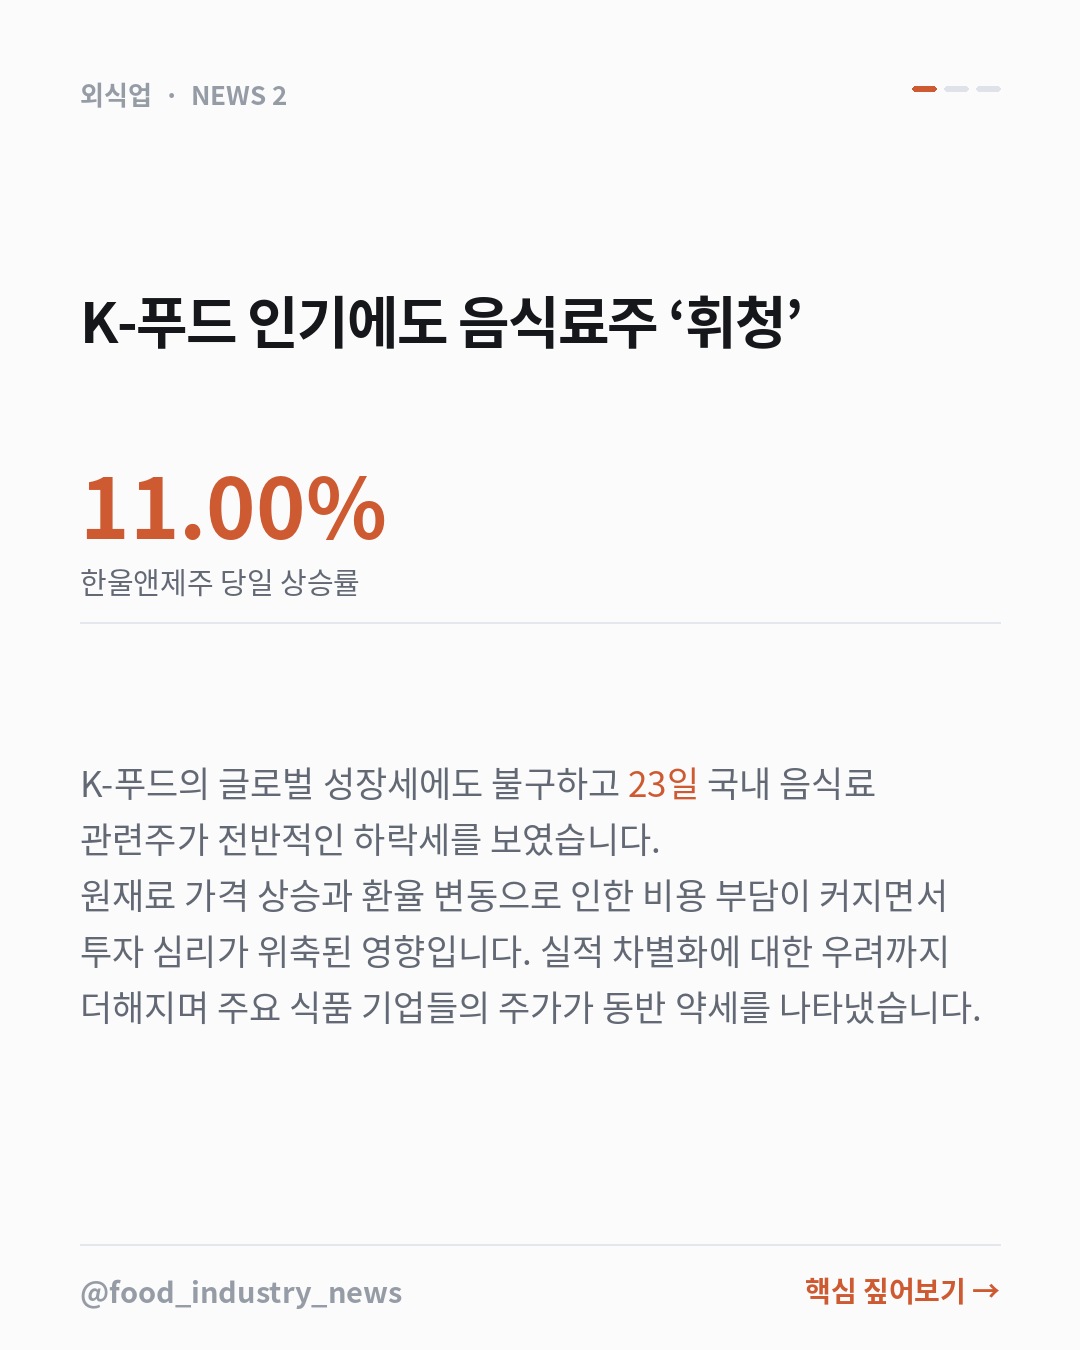 외식업 · NEWS 2
K-푸드 인기에도 음식료주 ‘휘청’
11.00%
한울앤제주 당일 상승률
K-푸드의 글로벌 성장세에도 불구하고 23일 국내 음식료
관련주가 전반적인 하락세를 보였습니다.
원재료 가격 상승과 환율 변동으로 인한 비용 부담이 커지면서
투자 심리가 위축된 영향입니다. 실적 차별화에 대한 우려까지
더해지며 주요 식품 기업들의 주가가 동반 약세를 나타냈습니다.
@food_industry_news
핵심 짚어보기 →